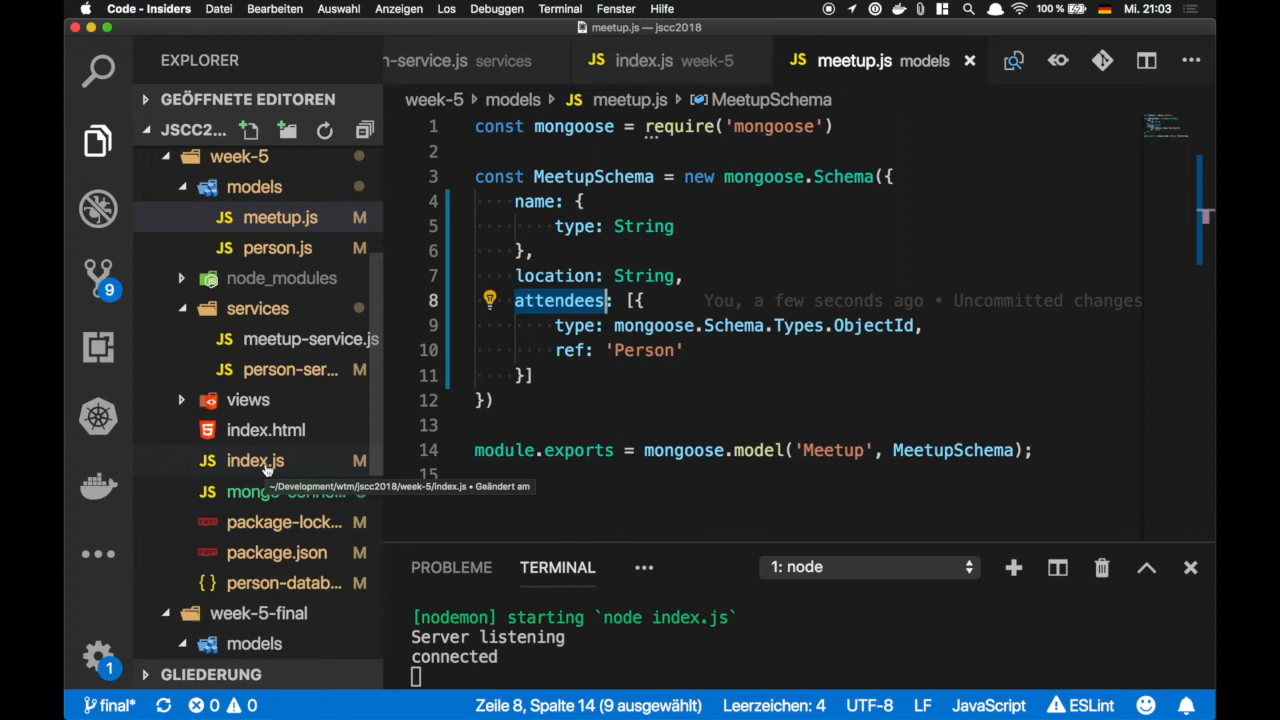 Code - Insiders Datei Bearbeiten Auswahl Anzeigen Los Debuggen Terminal Fenster Hilfe 100 % Mi. 21:03
meetup.js — jscc2018
EXPLORER
GEÖFFNETE EDITOREN
JSCC2...
week-5
models
meetup.js M
person.js M
node_modules
services
meetup-service.js
person-ser... M
views
index.html
index.js M
~/Development/wtm/jscc2018/week-5/index.js • Geändert am
package-lock... M
package.json M
person-datab... M
week-5-final
models
GLIEDERUNG
9
1
n-service.js services
JS index.js week-5
JS meetup.js models
week-5 models JS meetup.js MeetupSchema
1 const mongoose = require('mongoose')
2
3 const MeetupSchema = new mongoose.Schema({
4 name: {
5 type: String
6 },
7 location: String,
8 attendees: [{ You, a few seconds ago • Uncommitted changes
9 type: mongoose.Schema.Types.ObjectId,
10 ref: 'Person'
11 }]
12 })
13
14 module.exports = mongoose.model('Meetup', MeetupSchema);
15
PROBLEME TERMINAL ••• 1: node
[nodemon] starting `node index.js`
Server listening
connected
final* 0 0 Zeile 8, Spalte 14 (9 ausgewählt) Leerzeichen: 4 UTF-8 LF JavaScript ESLint